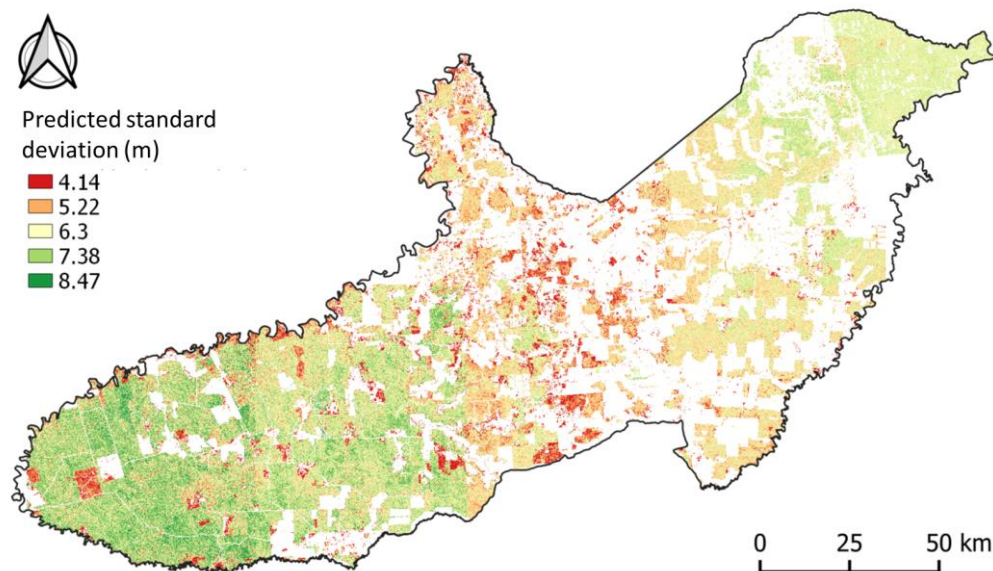 Predicted standard
deviation (m)
4.14
5.22
6.3
7.38
8.47
0 25 50 km